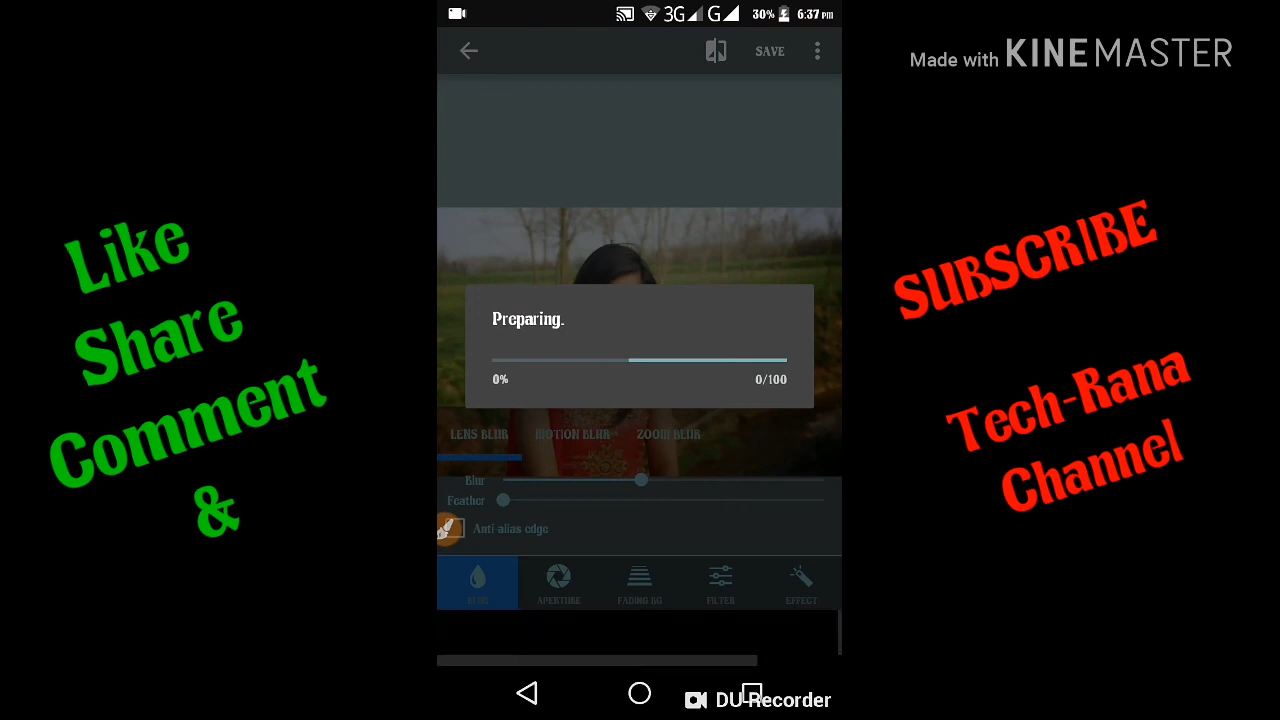 3G G 30% 6:37 pm
SAVE
Made with KINEMASTER
Like
Share
Comment
&
SUBSCRIBE
Tech-Rana
Channel
Preparing.
0% 0/100
LENS BLUR MOTION BLUR ZOOM BLUR
Blur
Feather
Anti-alias edge
BLUR APERTURE FADING BG FILTER EFFECT
DU Recorder